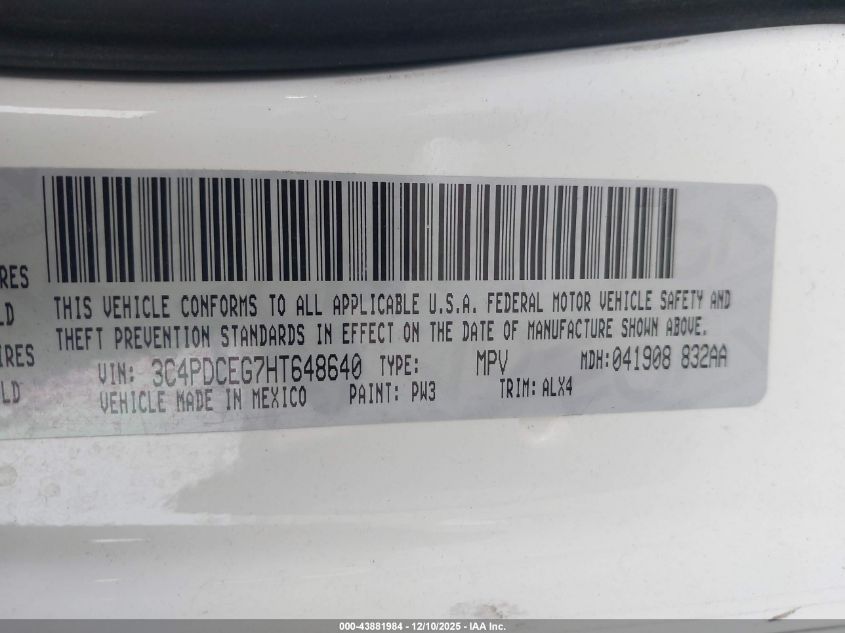 THIS VEHICLE CONFORMS TO ALL APPLICABLE U.S.A. FEDERAL MOTOR VEHICLE SAFETY AND
THEFT PREVENTION STANDARDS IN EFFECT ON THE DATE OF MANUFACTURE SHOWN ABOVE.
VIN: 3C4PDCEG7HT648640 TYPE: MPV MDH:041908 832AA
VEHICLE MADE IN MEXICO PAINT: PW3 TRIM: ALX4
IRES
LD
IRES
LD
000-43881984 - 12/10/2025 - IAA Inc.